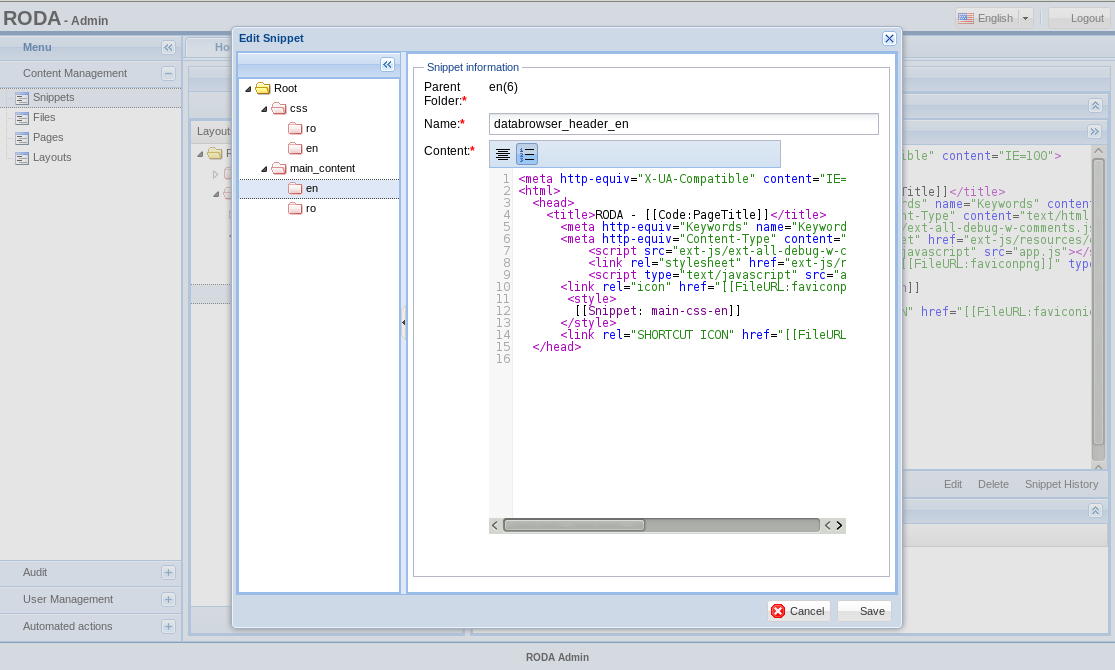 RODA - Admin
English
Logout
Menu
Content Management
Snippets
Files
Pages
Layouts
Audit
User Management
Automated actions
Edit Snippet
Root
css
ro
en
main_content
en
ro
Snippet information
Parent Folder:* en(6)
Name:* databrowser_header_en
Content:*
1 <meta http-equiv="X-UA-Compatible" content="IE=
2 <html>
3 <head>
4 <title>RODA - [[Code:PageTitle]]</title>
5 <meta http-equiv="Keywords" name="Keyword
6 <meta http-equiv="Content-Type" content="
7 <script src="ext-js/ext-all-debug-w-c
8 <link rel="stylesheet" href="ext-js/r
9 <script type="text/javascript" src="a
10 <link rel="icon" href="[[FileURL:faviconp
11 <style>
12 [[Snippet: main-css-en]]
13 </style>
14 <link rel="SHORTCUT ICON" href="[[FileURL
15 </head>
16
Cancel
Save
Ho
Layout
ible" content="IE=100">
Title]]</title>
rds" name="Keywords" content
ent-Type" content="text/html
/ext-all-debug-w-comments.js
et" href="ext-js/resources/
javascript" src="app.js"></s
[[FileURL:faviconpng]]" type
n]]
N" href="[[FileURL:faviconi
Edit
Delete
Snippet History
RODA Admin